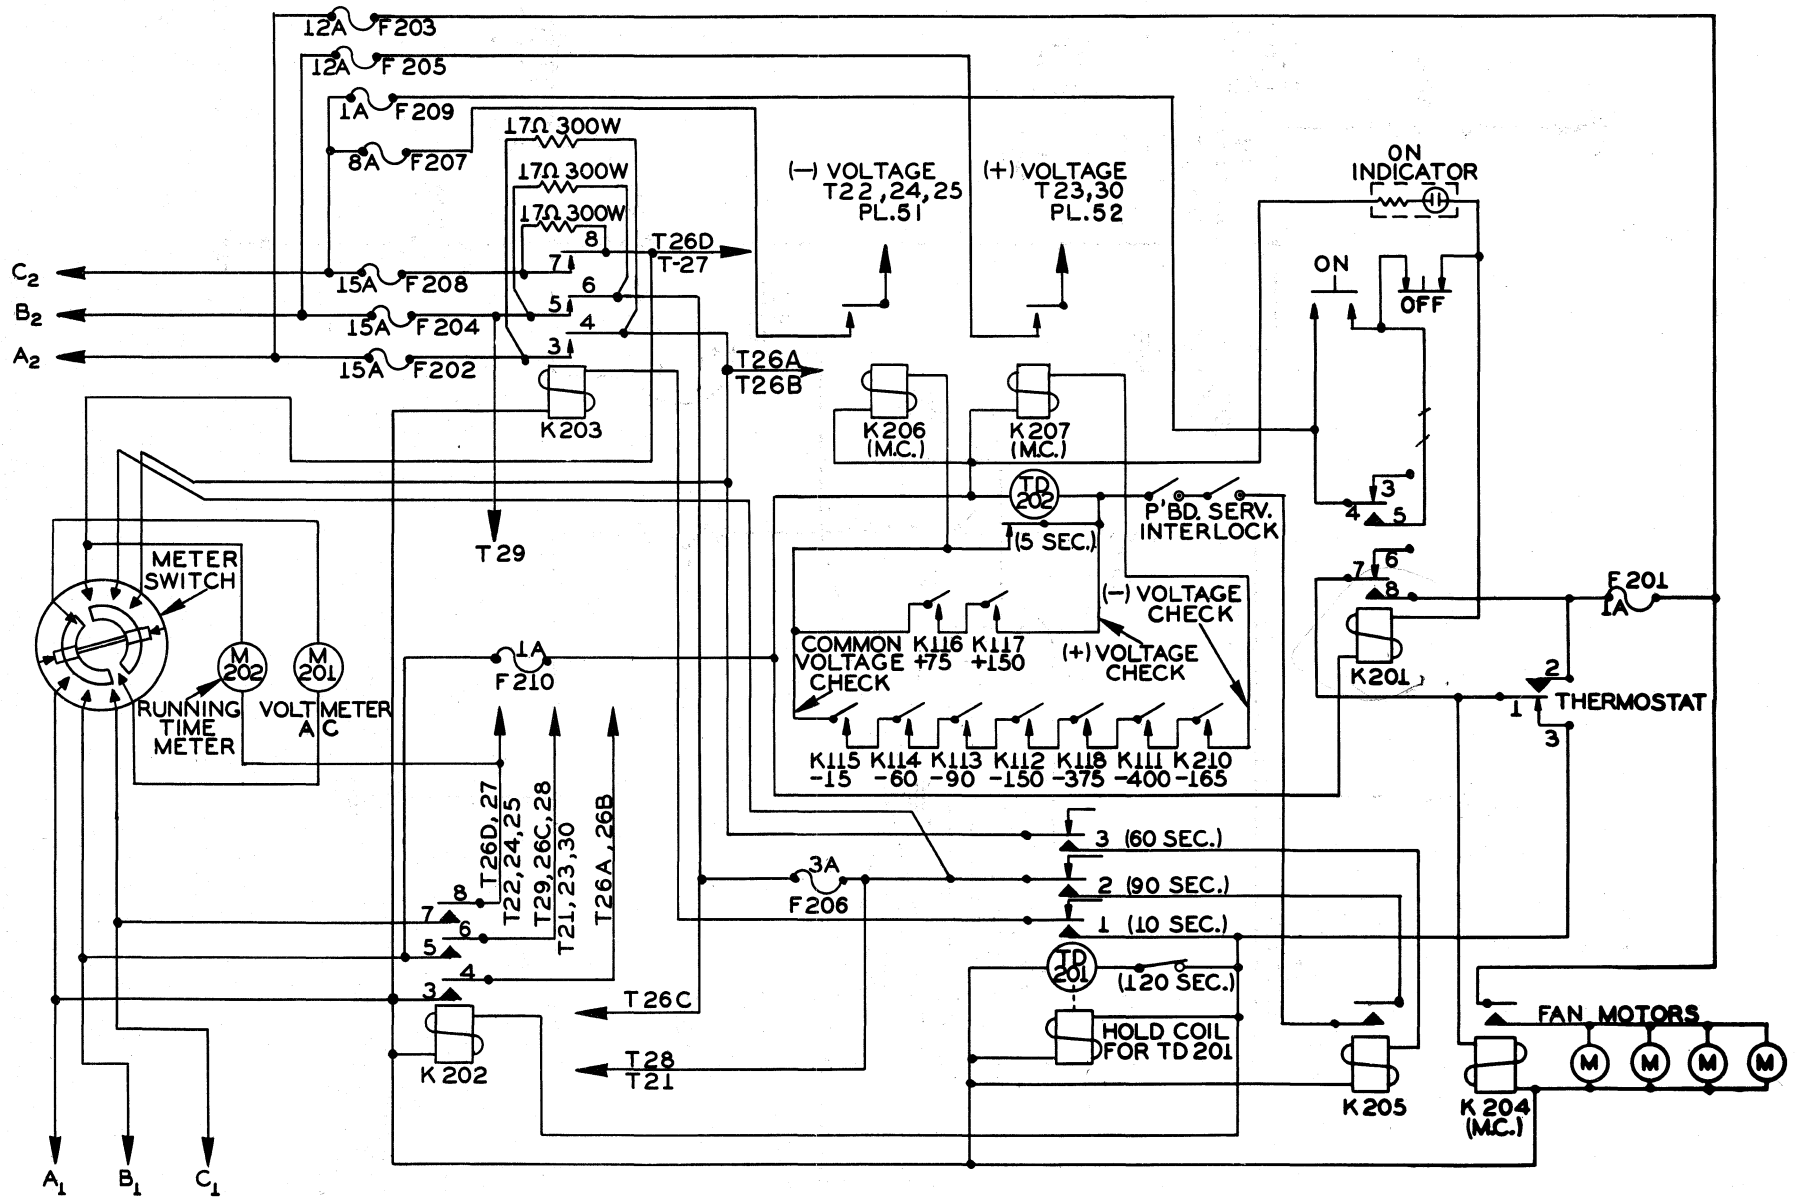 12A F203
12A F205
1A F209
8A F207
17Ω 300W
17Ω 300W
17Ω 300W
8
7
6
5
4
3
T26D
T-27
C2
15A F208
B2
15A F204
A2
15A F202
K203
(–) VOLTAGE
T22,24,25
PL.51
(+) VOLTAGE
T23,30
PL.52
ON
INDICATOR
ON
OFF
T26A
T26B
K206
(M.C.)
K207
(M.C.)
TD
202
(5 SEC.)
P'BD. SERV.
INTERLOCK
3
4
5
6
7
8
F201
1A
K201
T29
METER
SWITCH
M
202
M
201
RUNNING
TIME
METER
VOLTMETER
A C
1A
F210
COMMON
VOLTAGE
CHECK
K116
+75
K117
+150
(–) VOLTAGE
CHECK
(+) VOLTAGE
CHECK
2
1
3
THERMOSTAT
K115
-15
K114
-60
K113
-90
K112
-150
K118
-375
K111
-400
K210
-165
T26D, 27
T22, 24, 25
T29, 26C, 28
T21, 23, 30
T26A, 26B
3A
F206
3 (60 SEC.)
2 (90 SEC.)
1 (10 SEC.)
8
7
6
5
4
3
K202
T26C
T28
T21
TD
201
(120 SEC.)
HOLD COIL
FOR TD 201
K205
K204
(M.C.)
FAN MOTORS
M
M
M
M
A1
B1
C1